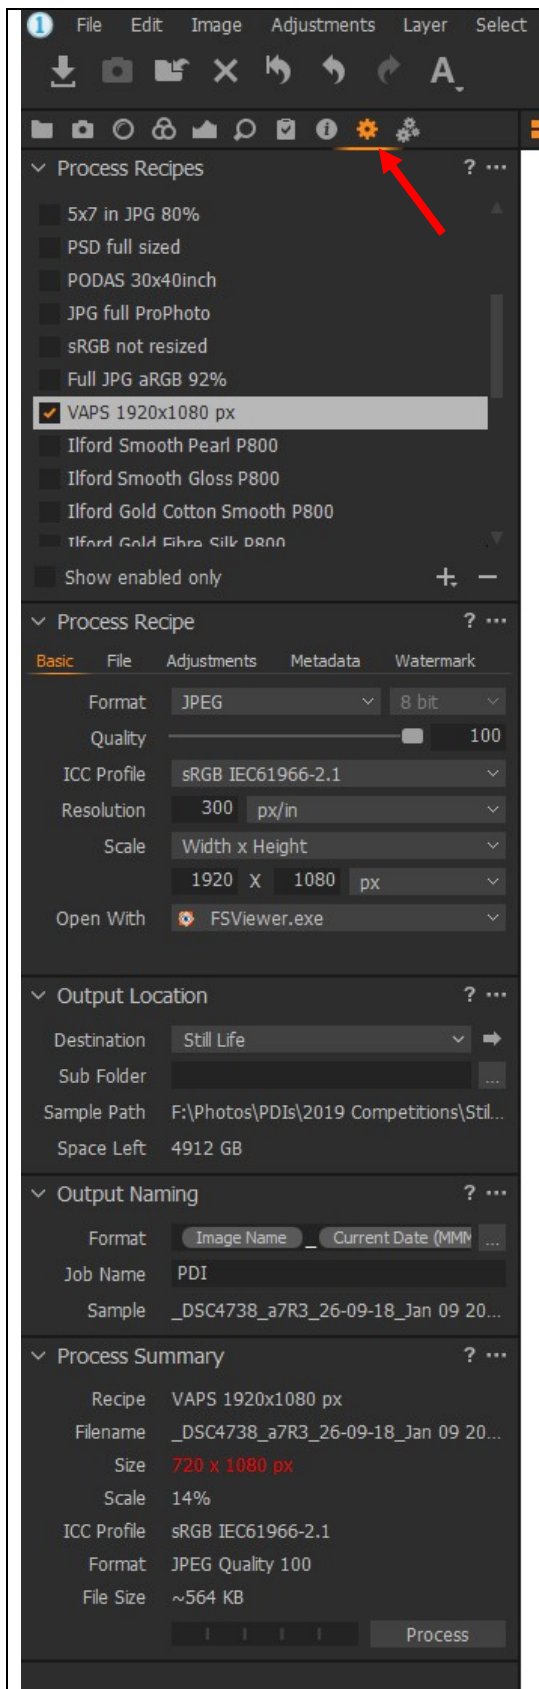 File Edit Image Adjustments Layer Select
Process Recipes ? ...
5x7 in JPG 80%
PSD full sized
PODAS 30x40inch
JPG full ProPhoto
sRGB not resized
Full JPG aRGB 92%
VAPS 1920x1080 px
Ilford Smooth Pearl P800
Ilford Smooth Gloss P800
Ilford Gold Cotton Smooth P800
Ilford Gold Fibre Silk P800
Show enabled only
Process Recipe ? ...
Basic File Adjustments Metadata Watermark
Format JPEG 8 bit
Quality 100
ICC Profile sRGB IEC61966-2.1
Resolution 300 px/in
Scale Width x Height
1920 X 1080 px
Open With FSViewer.exe
Output Location ? ...
Destination Still Life
Sub Folder ...
Sample Path F:\Photos\PDIs\2019 Competitions\Stil...
Space Left 4912 GB
Output Naming ? ...
Format Image Name _ Current Date (MMM ...
Job Name PDI
Sample _DSC4738_a7R3_26-09-18_Jan 09 20...
Process Summary ? ...
Recipe VAPS 1920x1080 px
Filename _DSC4738_a7R3_26-09-18_Jan 09 20...
Size 720 x 1080 px
Scale 14%
ICC Profile sRGB IEC61966-2.1
Format JPEG Quality 100
File Size ~564 KB
Process